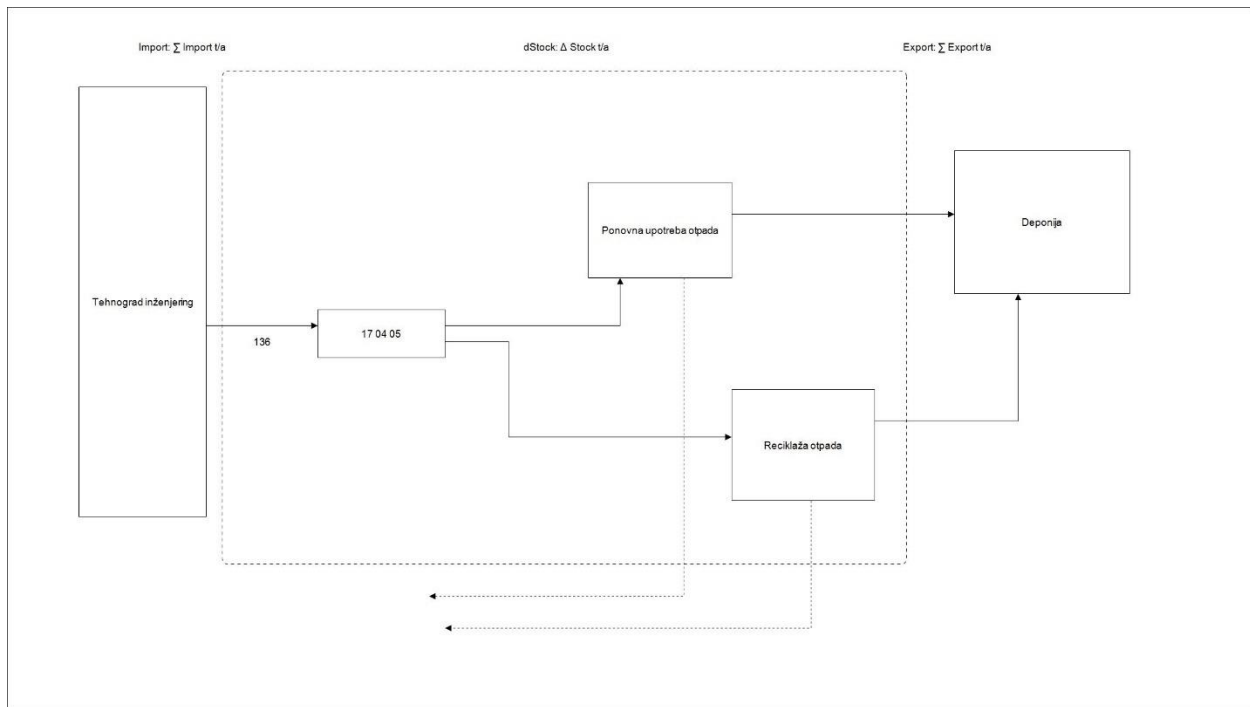 Import: ∑ Import t/a
dStock: Δ Stock t/a
Export: ∑ Export t/a
Ponovna upotreba otpada
Deponija
Tehnograd inženjering
17 04 05
136
Reciklaža otpada